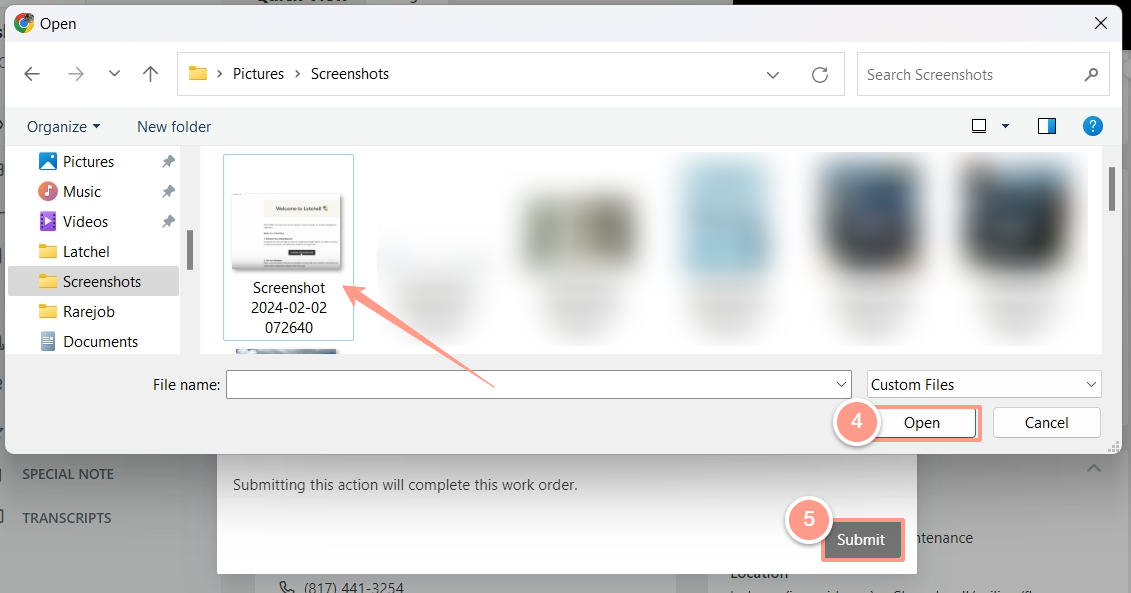 Open
Pictures
Screenshots
Search Screenshots
Organize
New folder
Pictures
Music
Videos
Latchel
Screenshots
Rarejob
Documents
Welcome to Latchel!
Screenshot
2024-02-02
072640
File name:
Custom Files
4
Open
Cancel
SPECIAL NOTE
TRANSCRIPTS
Submitting this action will complete this work order.
5
Submit
ntenance
Location
(817) 441-3254